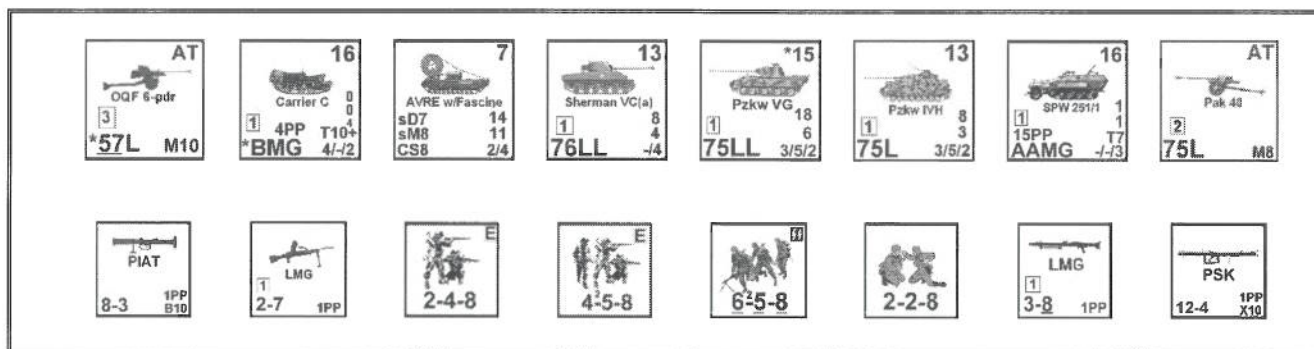 AT
OQF 6-pdr
3
*57L M10
16
Carrier C
0
0
4
1 4PP T10+
*BMG 4/-/2
7
AVRE w/Fascine
sD7 14
sM8 11
CS8 2/4
13
Sherman VC(a)
8
1 4
76LL -/4
*15
Pzkw VG
18
1 6
75LL 3/5/2
13
Pzkw IVH
8
1 3
75L 3/5/2
16
SPW 251/1
1
1 1
15PP T7
AAMG -/-/3
AT
Pak 40
2
75L M8
PIAT
1PP
8-3 B10
LMG
1
2-7 1PP
E
2-4-8
E
4-5-8
2
6-5-8
2-2-8
LMG
1
3-8 1PP
PSK
1PP
12-4 X10